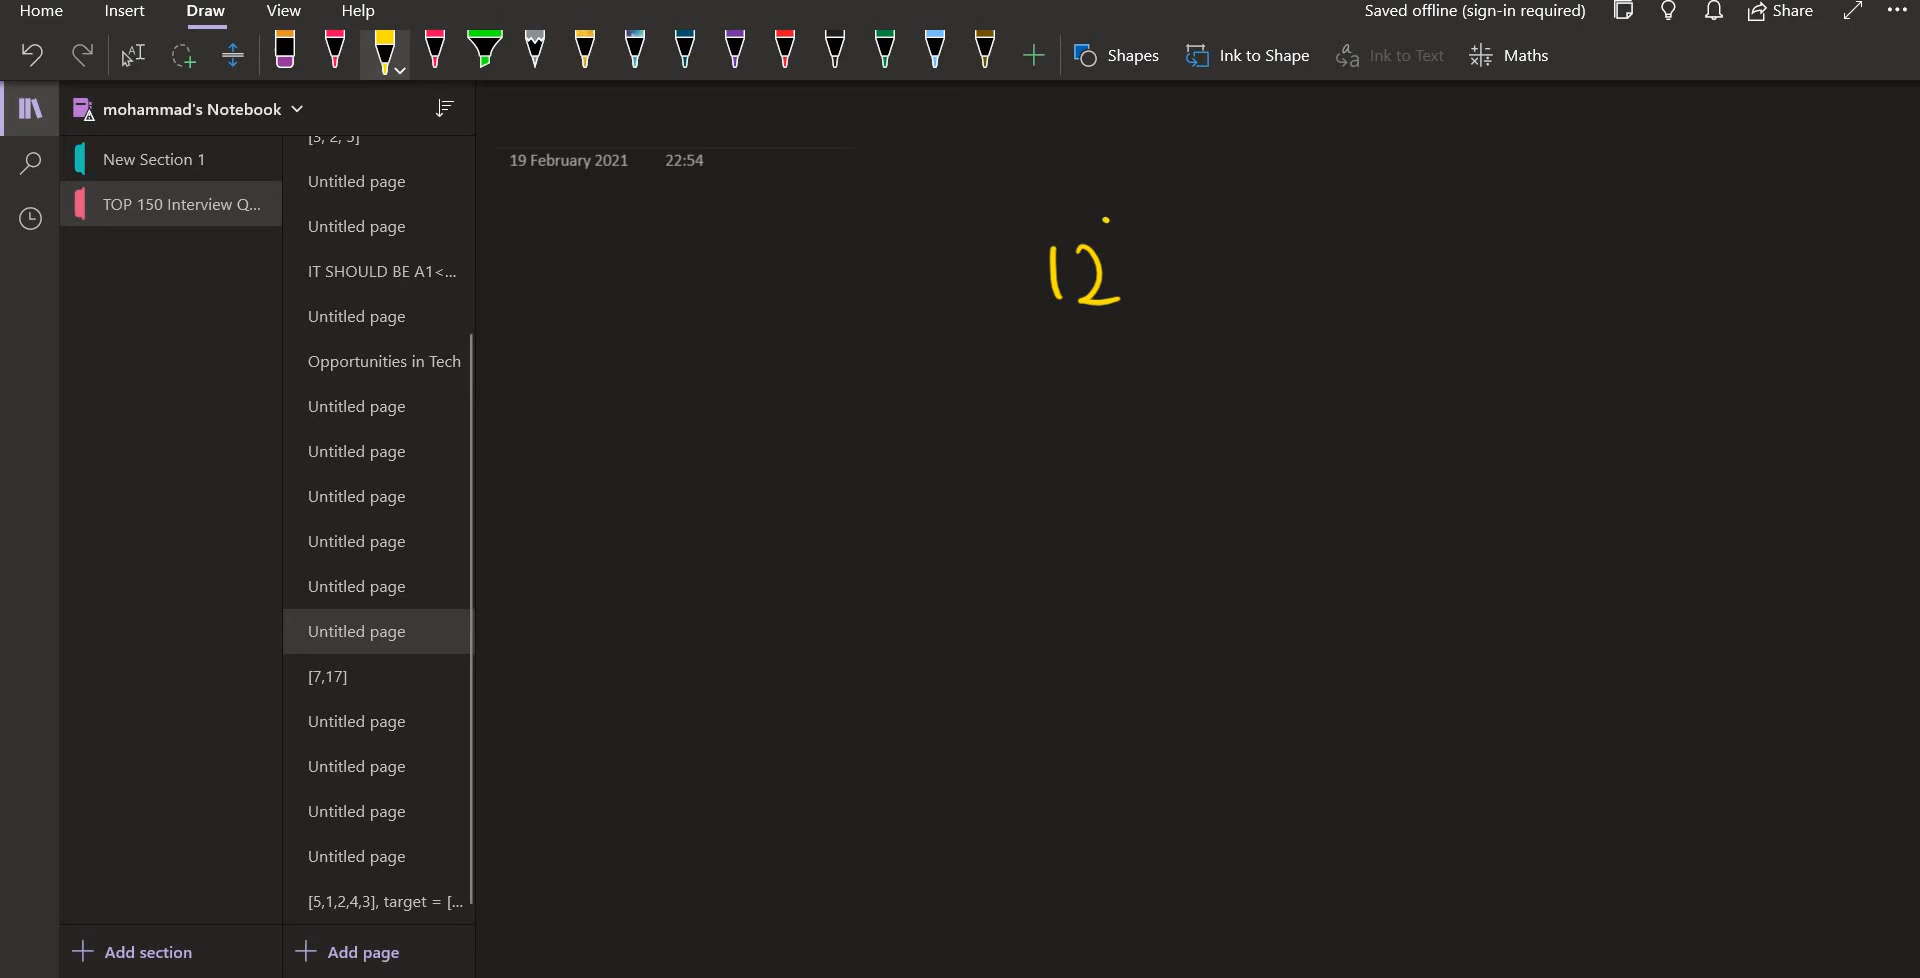 Home Insert Draw View Help Saved offline (sign-in required) Share
Shapes Ink to Shape Ink to Text Maths
mohammad's Notebook
New Section 1
TOP 150 Interview Q...
[3, 2, 5]
Untitled page
Untitled page
IT SHOULD BE A1<...
Untitled page
Opportunities in Tech
Untitled page
Untitled page
Untitled page
Untitled page
Untitled page
Untitled page
[7,17]
Untitled page
Untitled page
Untitled page
Untitled page
[5,1,2,4,3], target = [...
Add section
Add page
19 February 2021 22:54
12